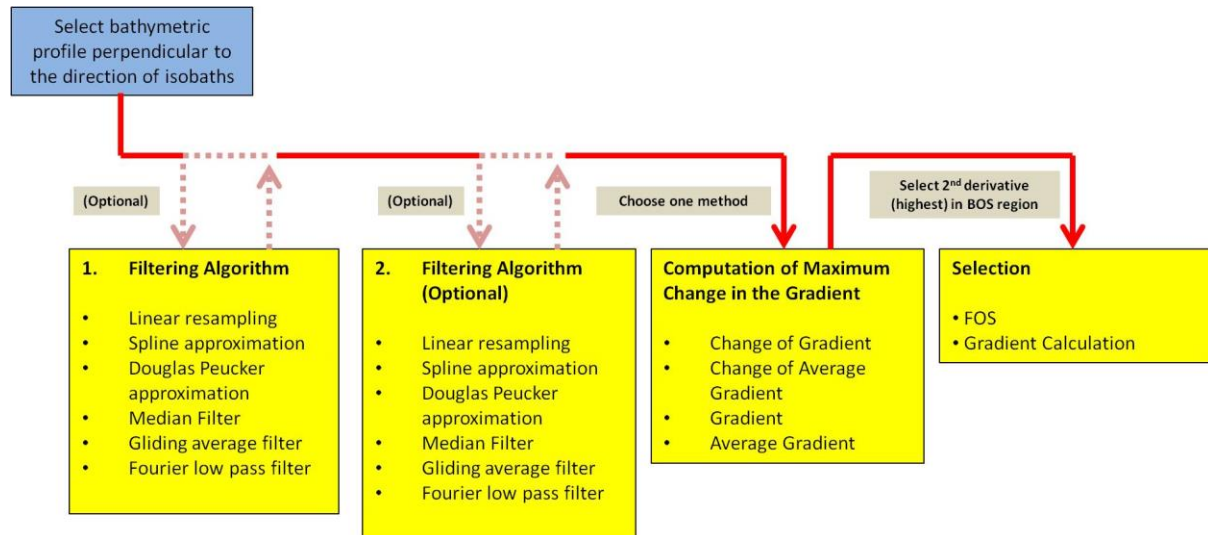 Select bathymetric
profile perpendicular to
the direction of isobaths
(Optional)
(Optional)
Choose one method
Select 2nd derivative
(highest) in BOS region
1. Filtering Algorithm
• Linear resampling
• Spline approximation
• Douglas Peucker
approximation
• Median Filter
• Gliding average filter
• Fourier low pass filter
2. Filtering Algorithm
(Optional)
• Linear resampling
• Spline approximation
• Douglas Peucker
approximation
• Median Filter
• Gliding average filter
• Fourier low pass filter
Computation of Maximum
Change in the Gradient
• Change of Gradient
• Change of Average
Gradient
• Gradient
• Average Gradient
Selection
• FOS
• Gradient Calculation